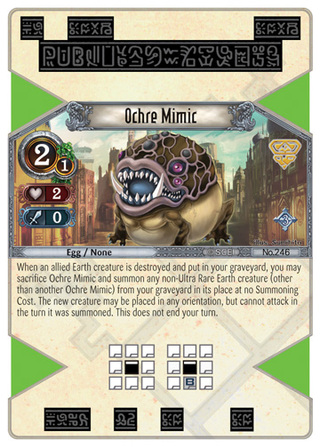 Ochre Mimic
2
1
2
0
Egg / None
SCEI No.246
When an allied Earth creature is destroyed and put in your graveyard, you may
sacrifice Ochre Mimic and summon any non-Ultra Rare Earth creature (other
than another Ochre Mimic) from your graveyard in its place at no Summoning
Cost. The new creature may be placed in any orientation, but cannot attack in
the turn it was summoned. This does not end your turn.
B